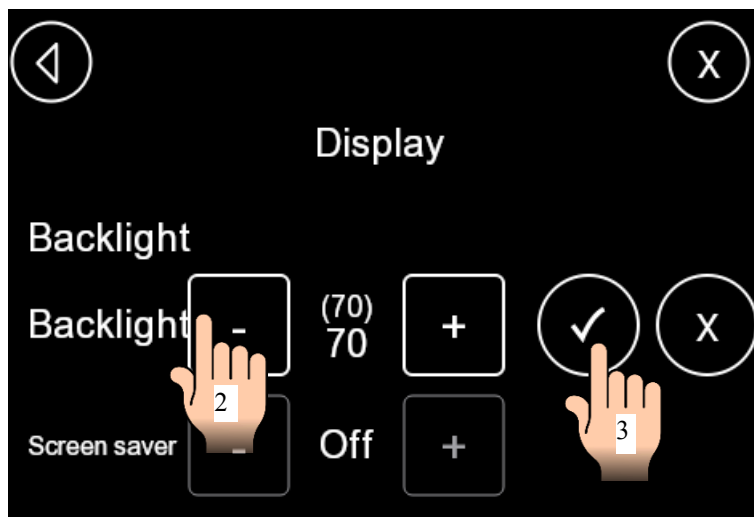 X
Display
Backlight
Backlight - (70) 70 + ✓ X
2
3
Screen saver - Off +